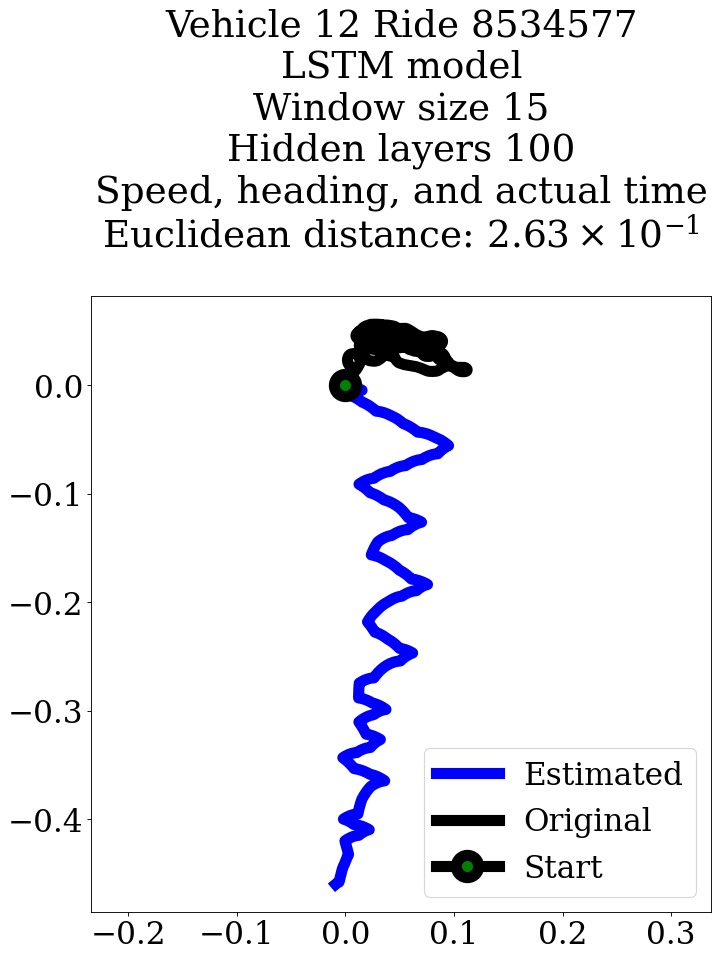 Vehicle 12 Ride 8534577
LSTM model
Window size 15
Hidden layers 100
Speed, heading, and actual time
Euclidean distance: 2.63 × 10⁻¹
0.0
−0.1
−0.2
−0.3
−0.4
Estimated
Original
Start
−0.2 −0.1 0.0 0.1 0.2 0.3